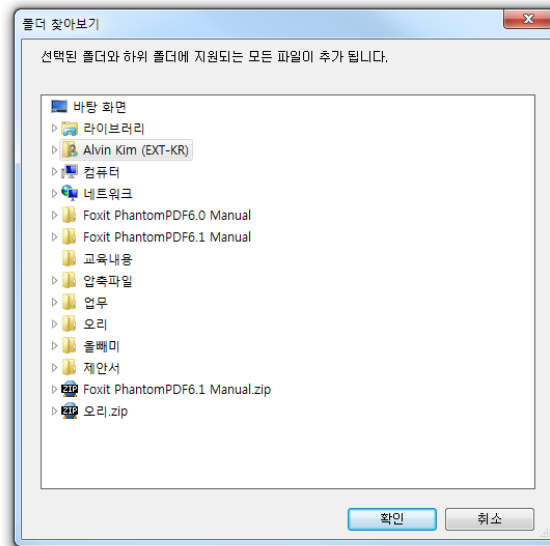 폴더 찾아보기
선택된 폴더와 하위 폴더에 지원되는 모든 파일이 추가 됩니다.
바탕 화면
라이브러리
Alvin Kim (EXT-KR)
컴퓨터
네트워크
Foxit PhantomPDF6.0 Manual
Foxit PhantomPDF6.1 Manual
교육내용
압축파일
업무
오리
올빼미
제안서
ZIP Foxit PhantomPDF6.1 Manual.zip
ZIP 오리.zip
확인 취소